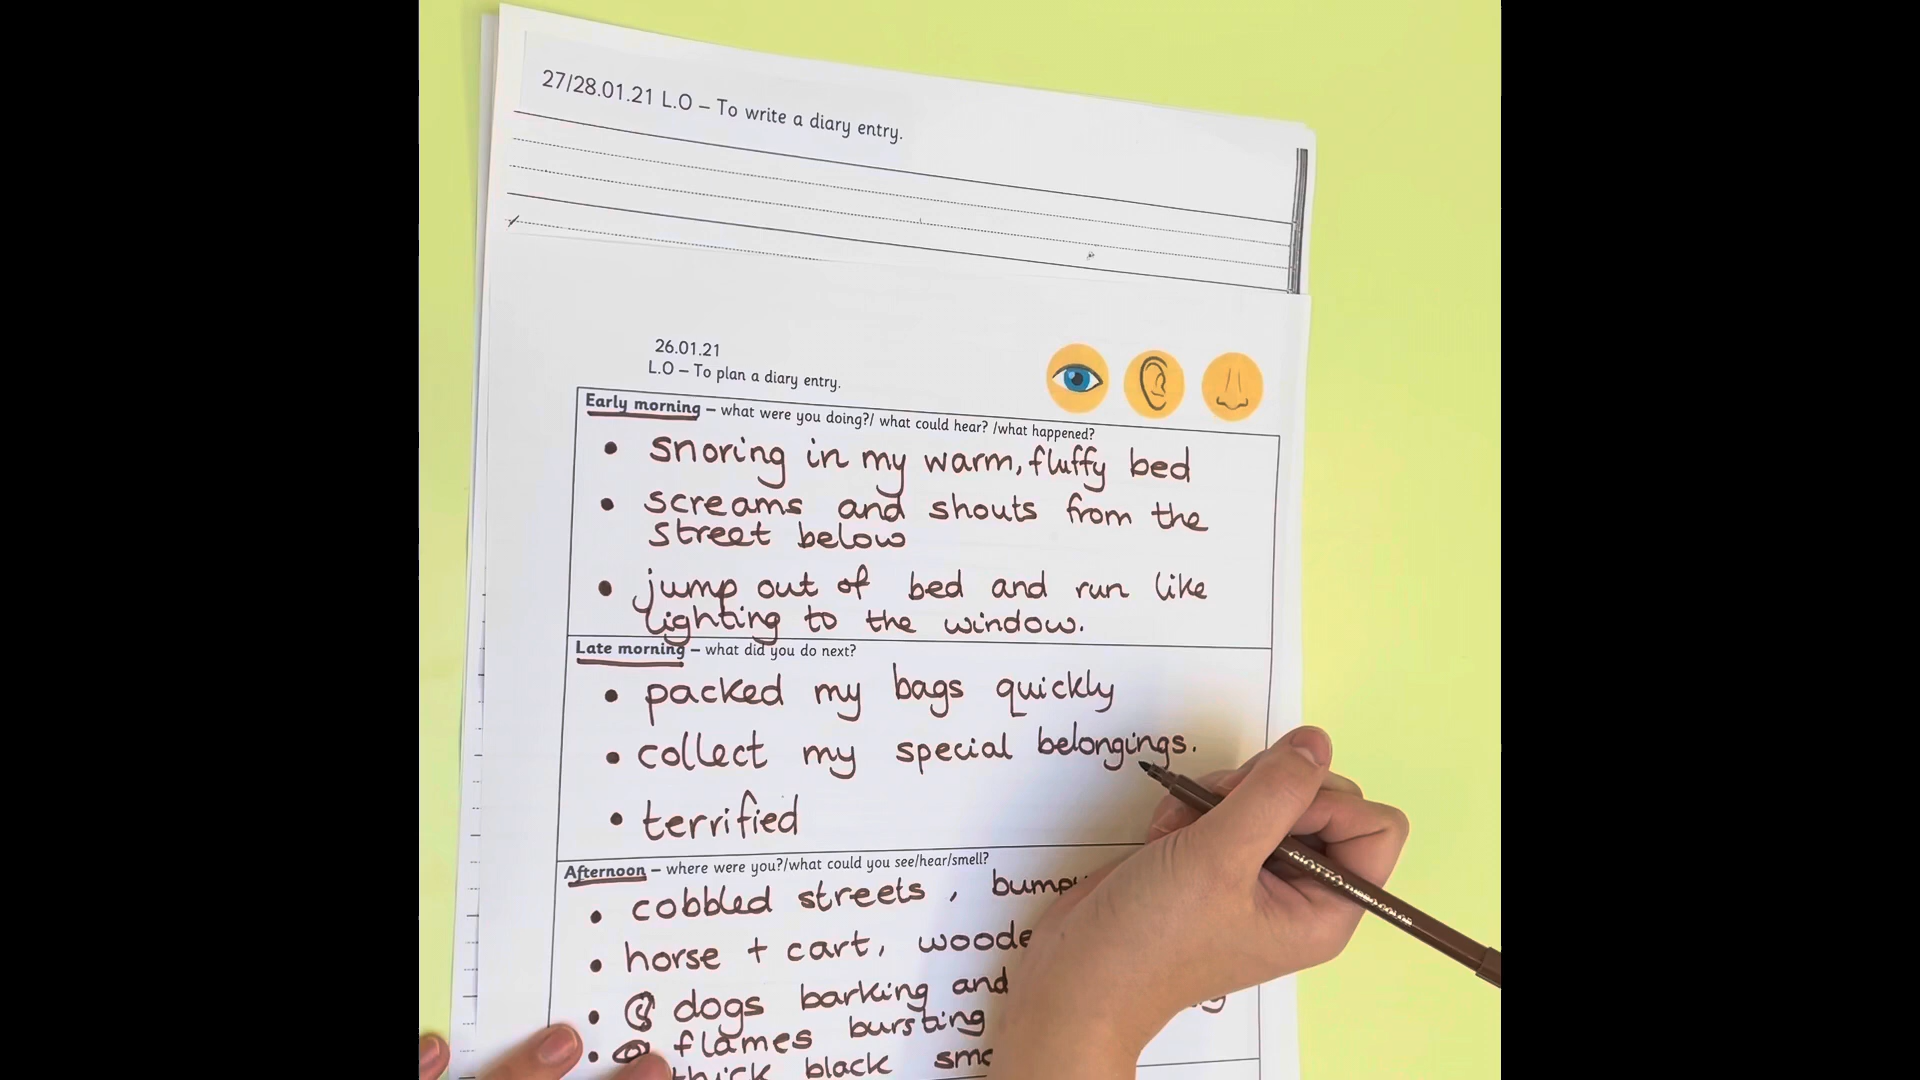 27/28.01.21 L.O – To write a diary entry.
26.01.21
L.O – To plan a diary entry.
Early morning – what were you doing?/ what could hear? /what happened?
• snoring in my warm, fluffy bed
• screams and shouts from the
street below
• jump out of bed and run like
lighting to the window.
Late morning – what did you do next?
• packed my bags quickly
• collect my special belongings.
• terrified
Afternoon – where were you?/what could you see/hear/smell?
• cobbled streets ,
• horse + cart,
• dogs barking and
• flames bursting
thick black
GIOTTO TURBO COLOR